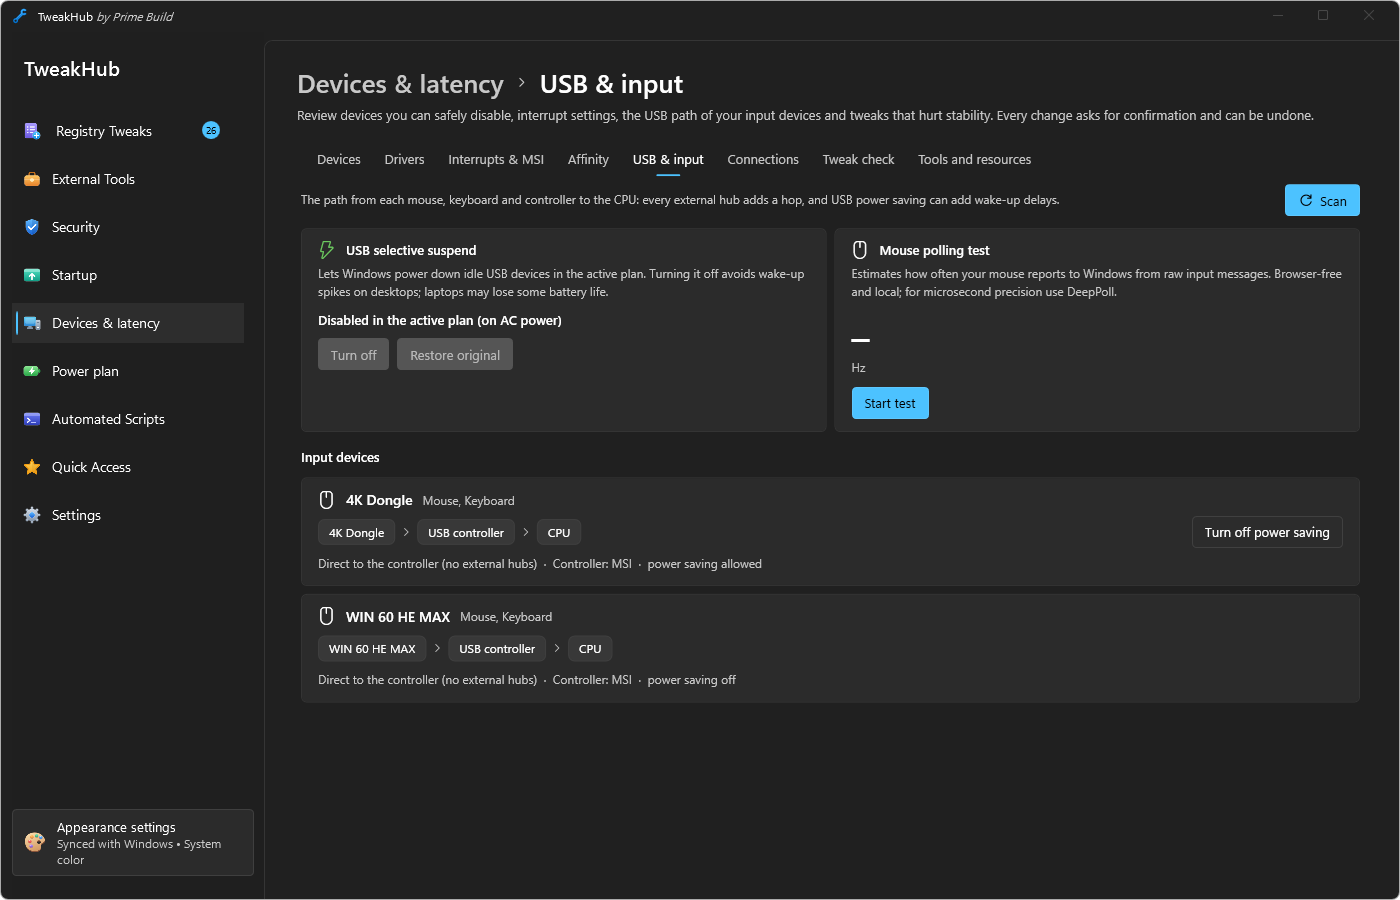 TweakHub by Prime Build
TweakHub
Registry Tweaks 26
External Tools
Security
Startup
Devices & latency
Power plan
Automated Scripts
Quick Access
Settings
Appearance settings
Synced with Windows • System
color
Devices & latency > USB & input
Review devices you can safely disable, interrupt settings, the USB path of your input devices and tweaks that hurt stability. Every change asks for confirmation and can be undone.
Devices Drivers Interrupts & MSI Affinity USB & input Connections Tweak check Tools and resources
The path from each mouse, keyboard and controller to the CPU: every external hub adds a hop, and USB power saving can add wake-up delays.
Scan
USB selective suspend
Lets Windows power down idle USB devices in the active plan. Turning it off avoids wake-up
spikes on desktops; laptops may lose some battery life.
Disabled in the active plan (on AC power)
Turn off Restore original
Mouse polling test
Estimates how often your mouse reports to Windows from raw input messages. Browser-free
and local; for microsecond precision use DeepPoll.
—
Hz
Start test
Input devices
4K Dongle Mouse, Keyboard
4K Dongle > USB controller > CPU
Direct to the controller (no external hubs) · Controller: MSI · power saving allowed
Turn off power saving
WIN 60 HE MAX Mouse, Keyboard
WIN 60 HE MAX > USB controller > CPU
Direct to the controller (no external hubs) · Controller: MSI · power saving off